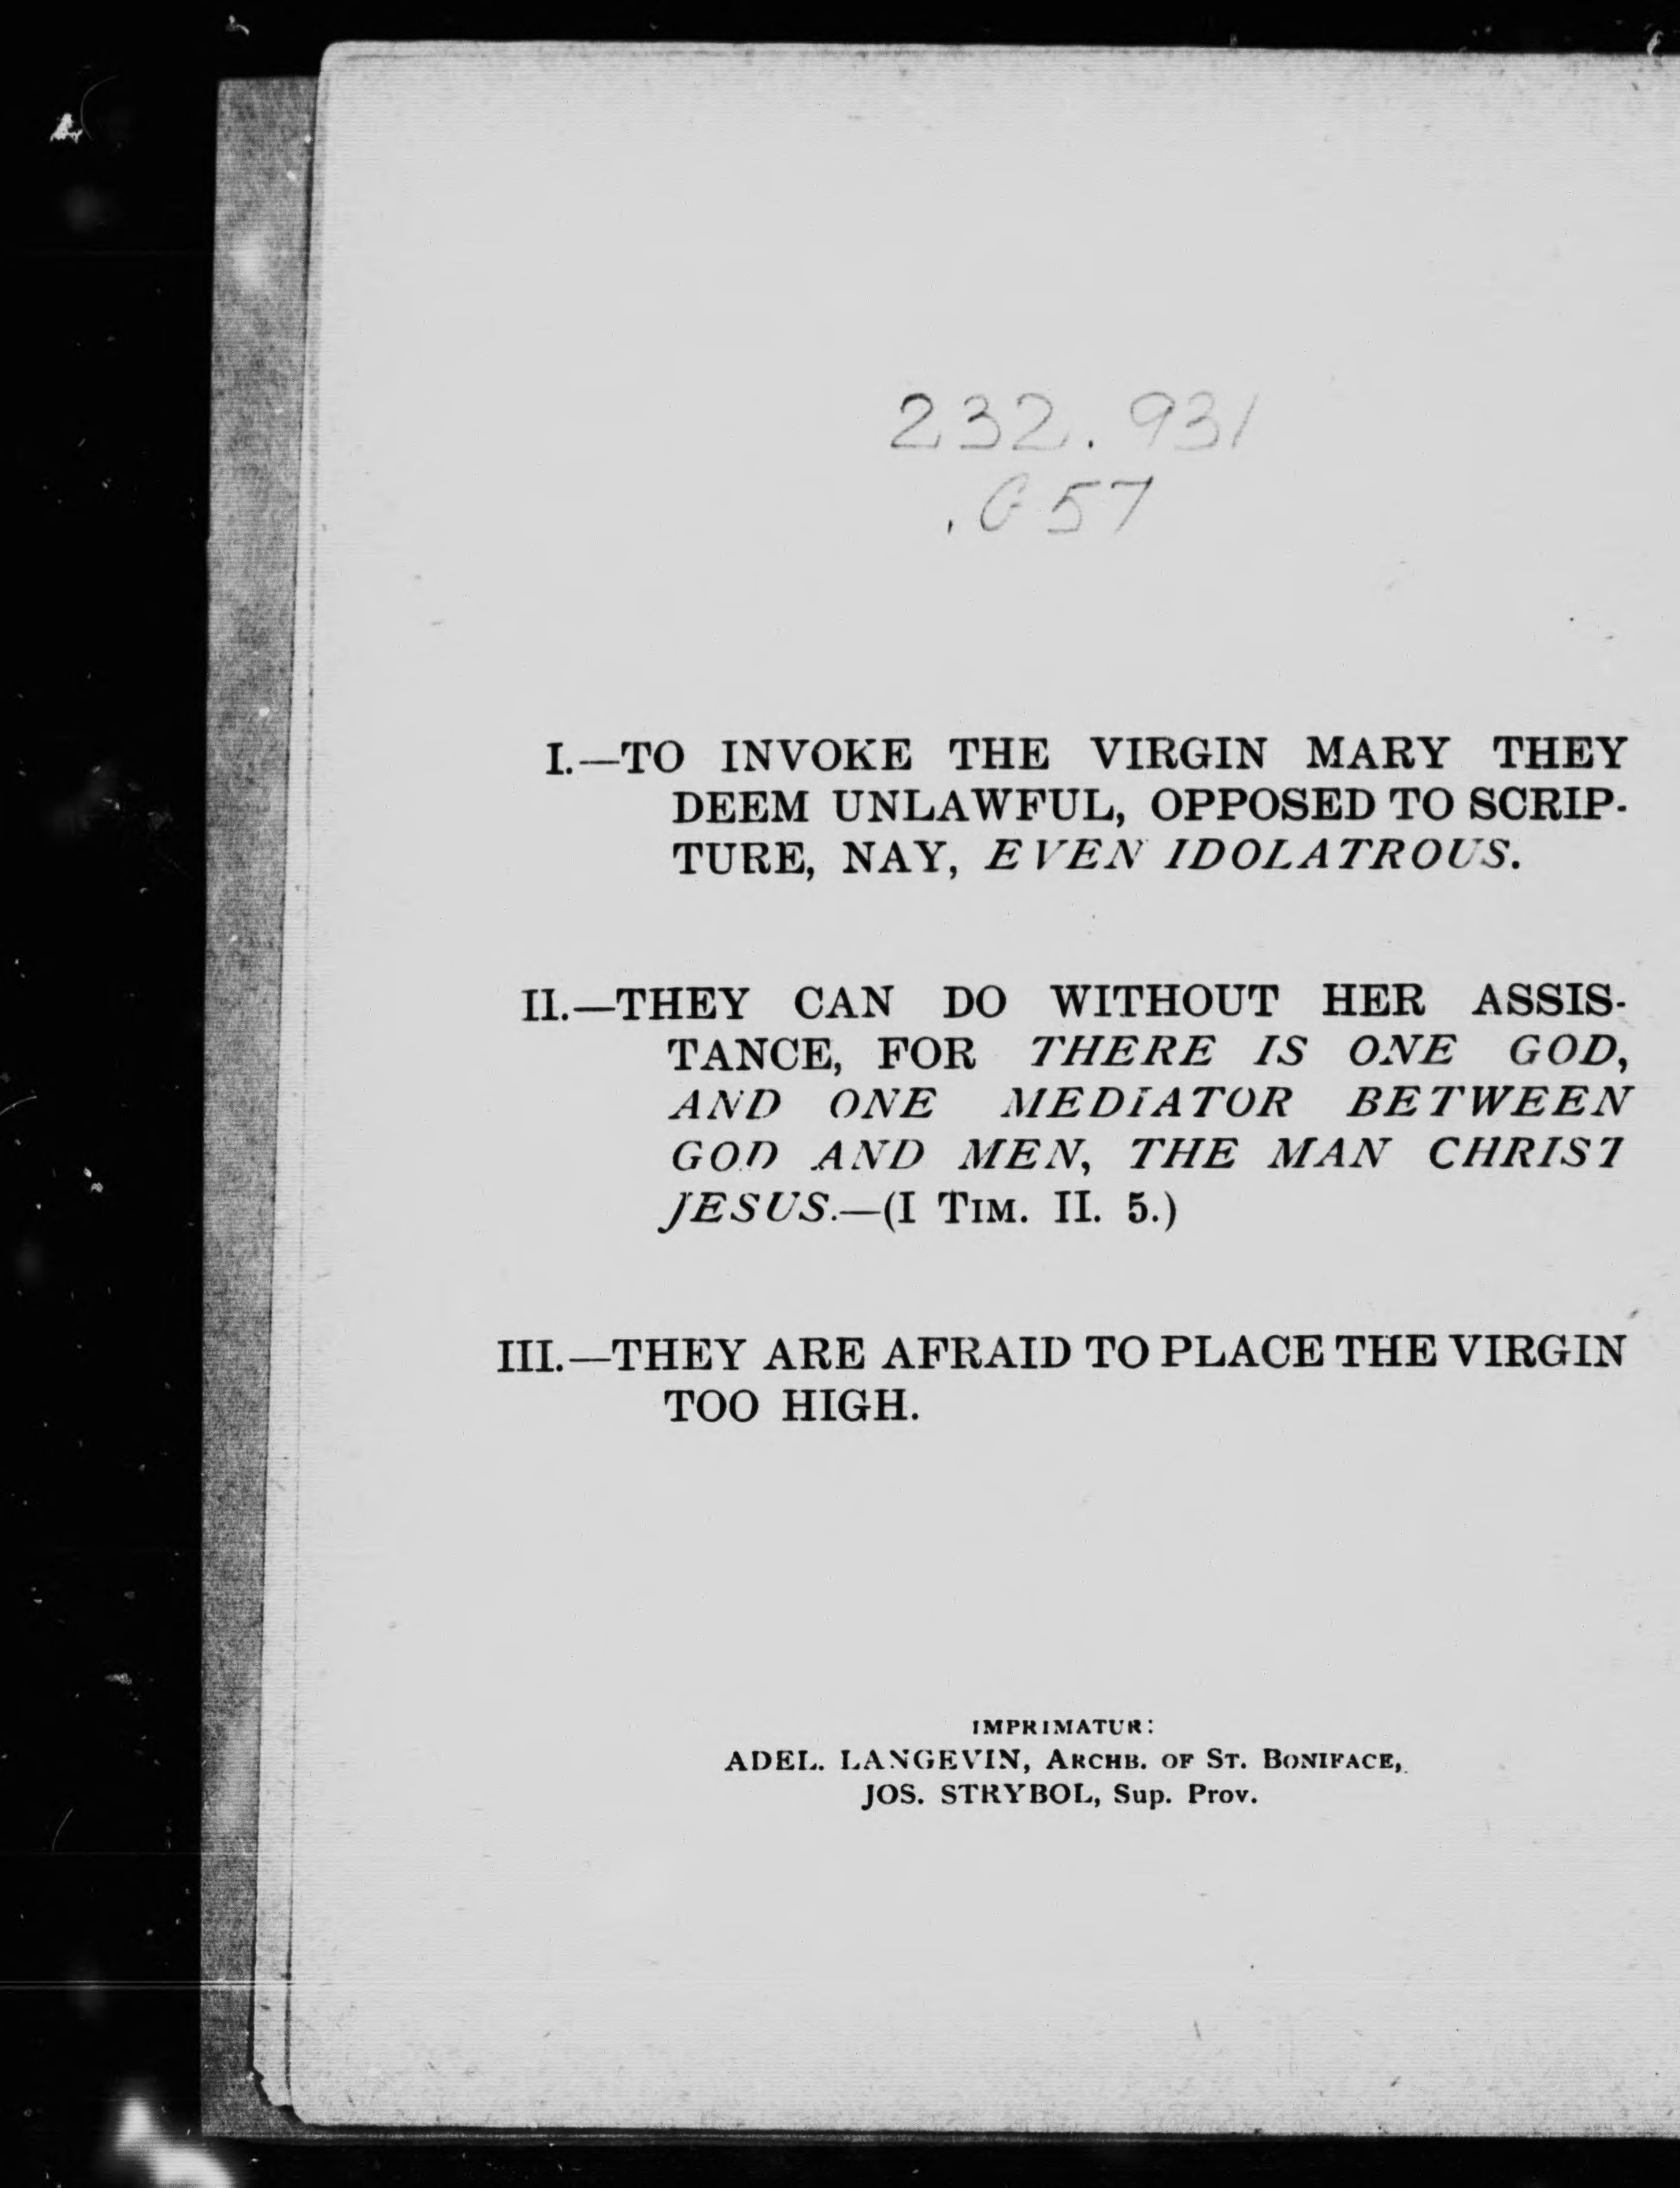 232.931
.G57
I.—TO INVOKE THE VIRGIN MARY THEY
DEEM UNLAWFUL, OPPOSED TO SCRIP-
TURE, NAY, EVEN IDOLATROUS.
II.—THEY CAN DO WITHOUT HER ASSIS-
TANCE, FOR THERE IS ONE GOD,
AND ONE MEDIATOR BETWEEN
GOD AND MEN, THE MAN CHRIST
JESUS.—(I TIM. II. 5.)
III.—THEY ARE AFRAID TO PLACE THE VIRGIN
TOO HIGH.
IMPRIMATUR:
ADEL. LANGEVIN, ARCHB. OF ST. BONIFACE,
JOS. STRYBOL, Sup. Prov.